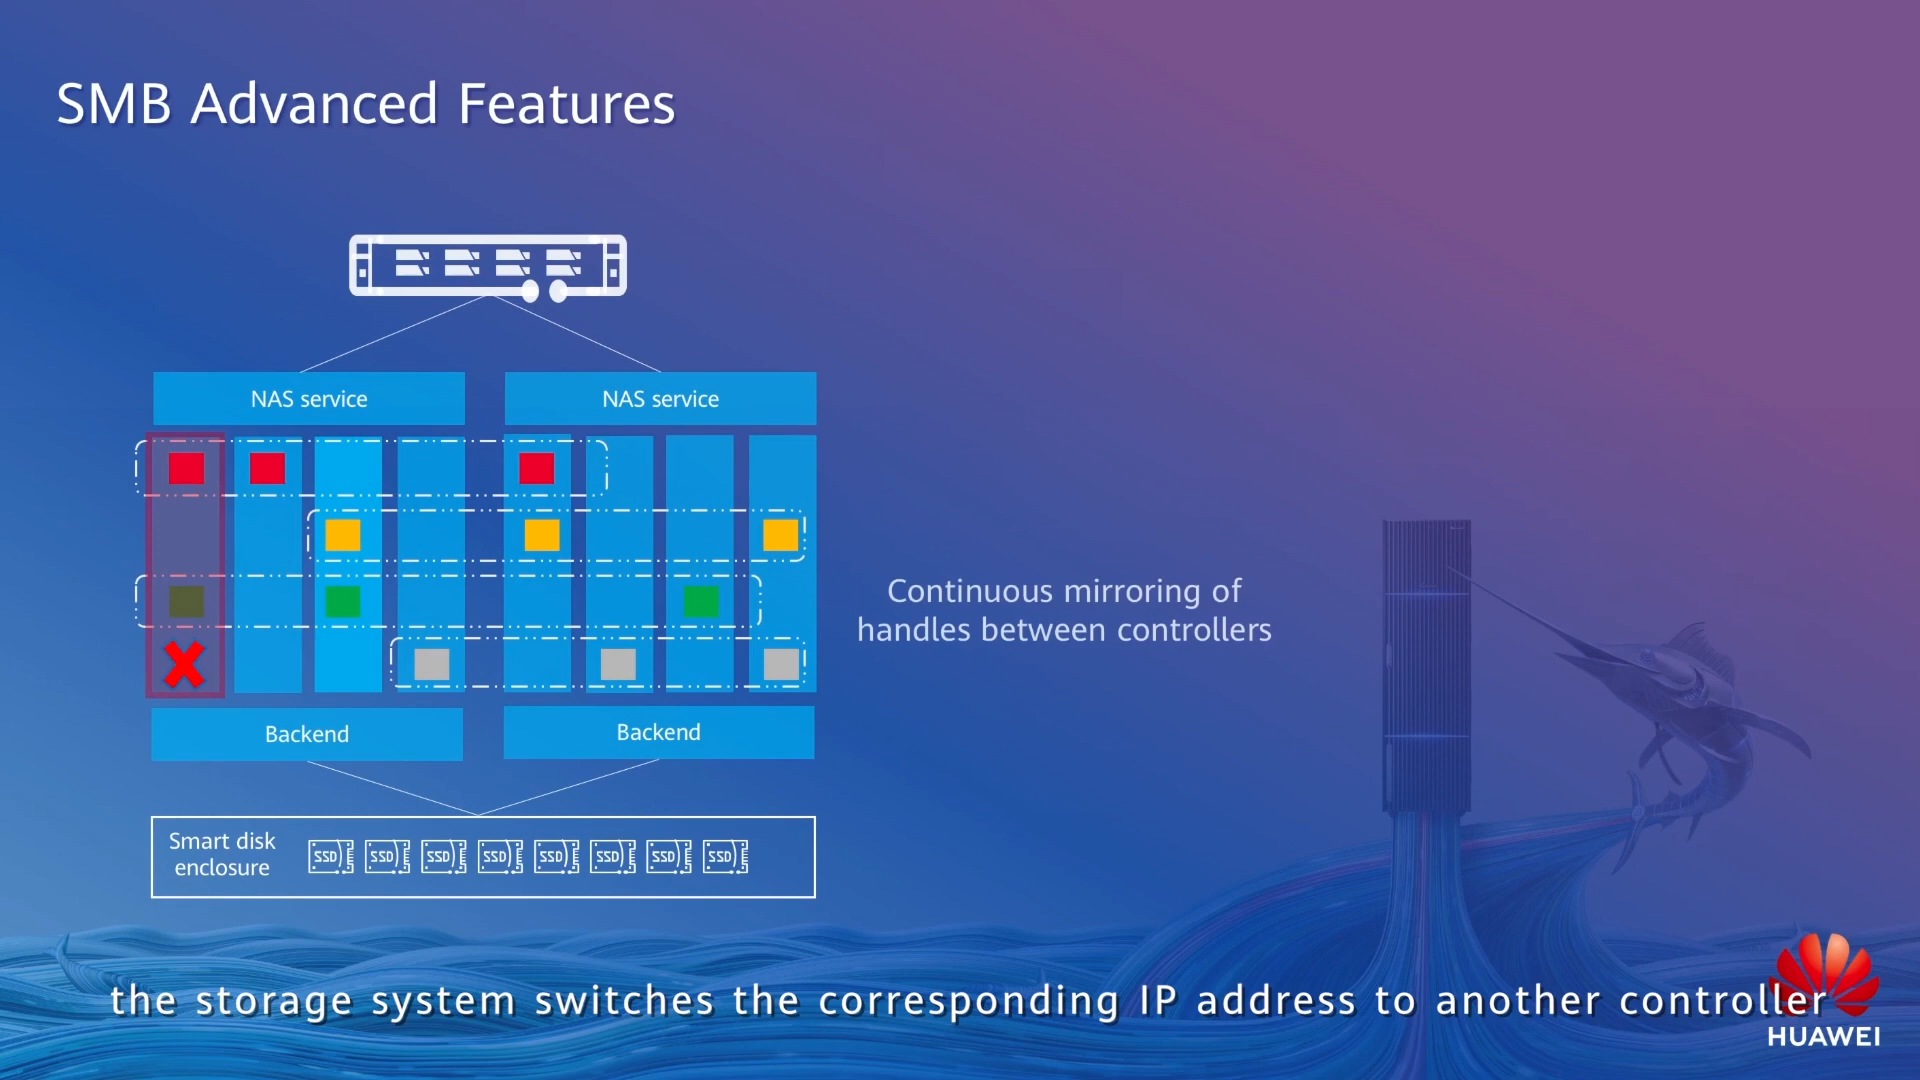 SMB Advanced Features
NAS service
NAS service
Continuous mirroring of
handles between controllers
Backend
Backend
Smart disk
enclosure
SSD
SSD
SSD
SSD
SSD
SSD
SSD
SSD
the storage system switches the corresponding IP address to another controller
HUAWEI